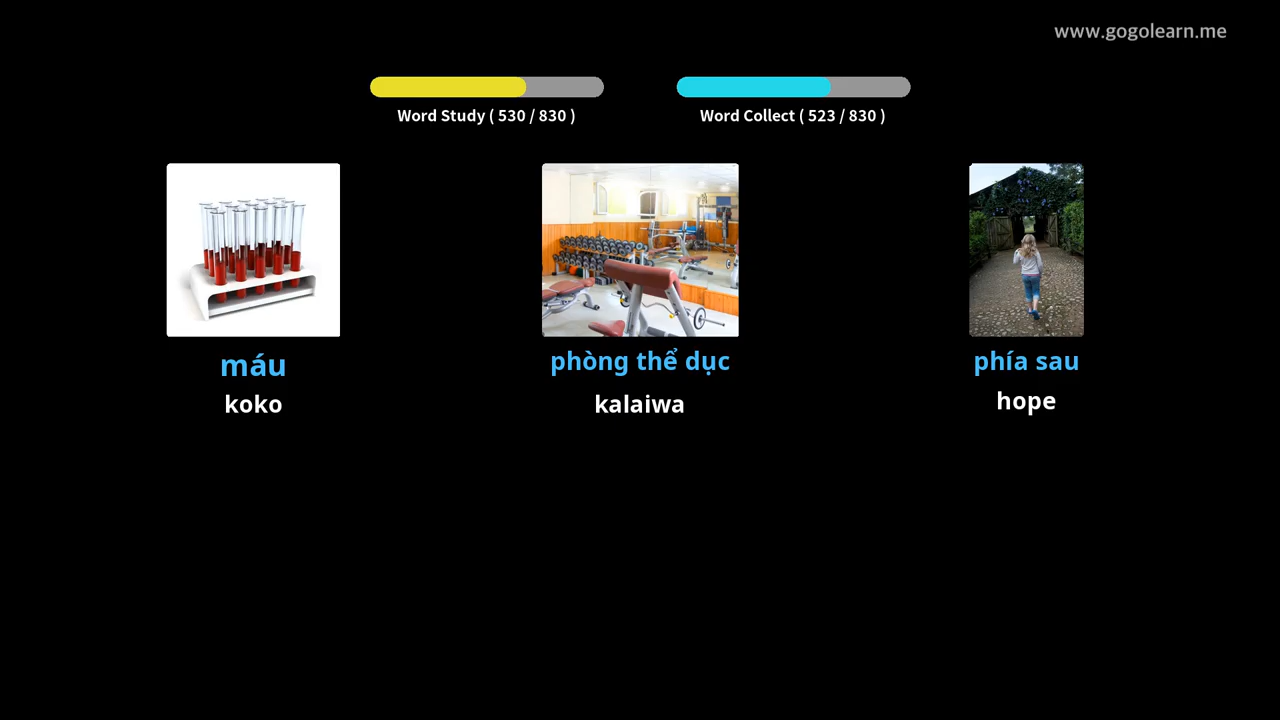 www.gogolearn.me
Word Study ( 530 / 830 )
Word Collect ( 523 / 830 )
máu
koko
phòng thể dục
kalaiwa
phía sau
hope